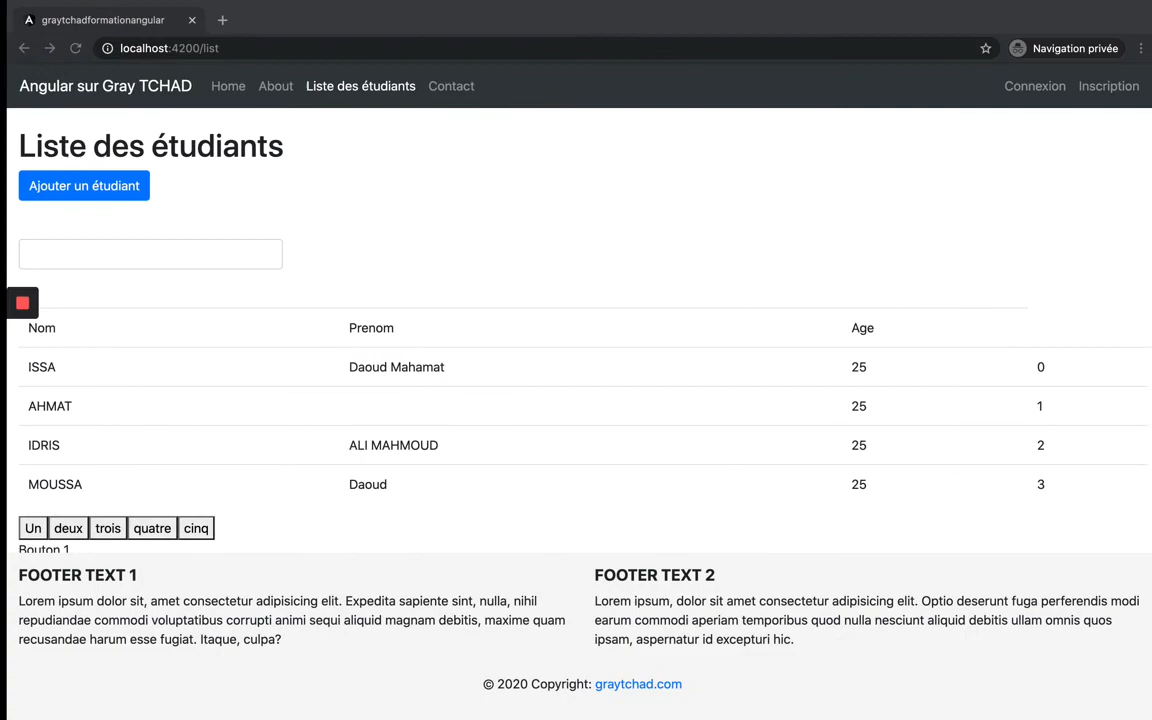 graytchadformationangular
localhost:4200/list
Navigation privée
Angular sur Gray TCHAD Home About Liste des étudiants Contact Connexion Inscription
Liste des étudiants
Ajouter un étudiant
Nom Prenom Age
ISSA Daoud Mahamat 25 0
AHMAT 25 1
IDRIS ALI MAHMOUD 25 2
MOUSSA Daoud 25 3
Un deux trois quatre cinq
Bouton 1
FOOTER TEXT 1
Lorem ipsum dolor sit, amet consectetur adipisicing elit. Expedita sapiente sint, nulla, nihil
repudiandae commodi voluptatibus corrupti animi sequi aliquid magnam debitis, maxime quam
recusandae harum esse fugiat. Itaque, culpa?
FOOTER TEXT 2
Lorem ipsum, dolor sit amet consectetur adipisicing elit. Optio deserunt fuga perferendis modi
earum commodi aperiam temporibus quod nulla nesciunt aliquid debitis ullam omnis quos
ipsam, aspernatur id excepturi hic.
© 2020 Copyright: graytchad.com